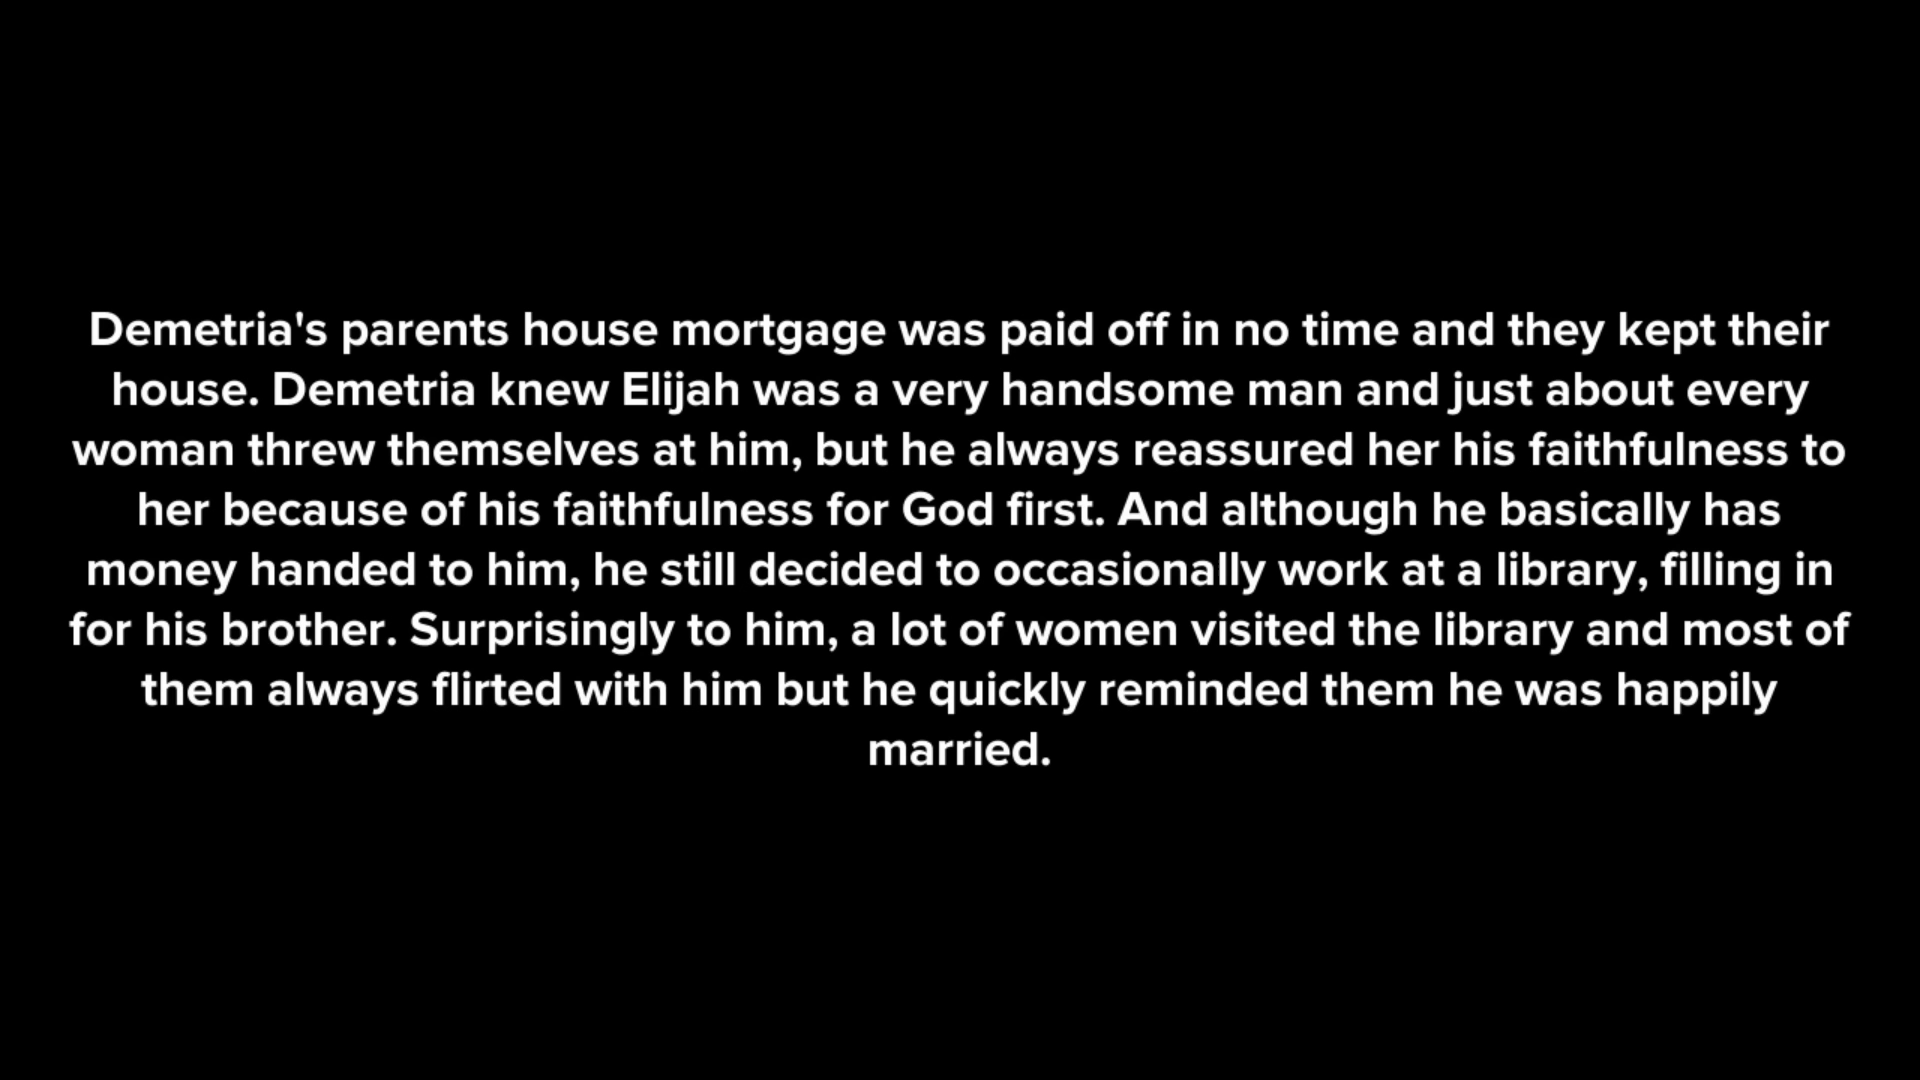 Demetria's parents house mortgage was paid off in no time and they kept their
house. Demetria knew Elijah was a very handsome man and just about every
woman threw themselves at him, but he always reassured her his faithfulness to
her because of his faithfulness for God first. And although he basically has
money handed to him, he still decided to occasionally work at a library, filling in
for his brother. Surprisingly to him, a lot of women visited the library and most of
them always flirted with him but he quickly reminded them he was happily
married.